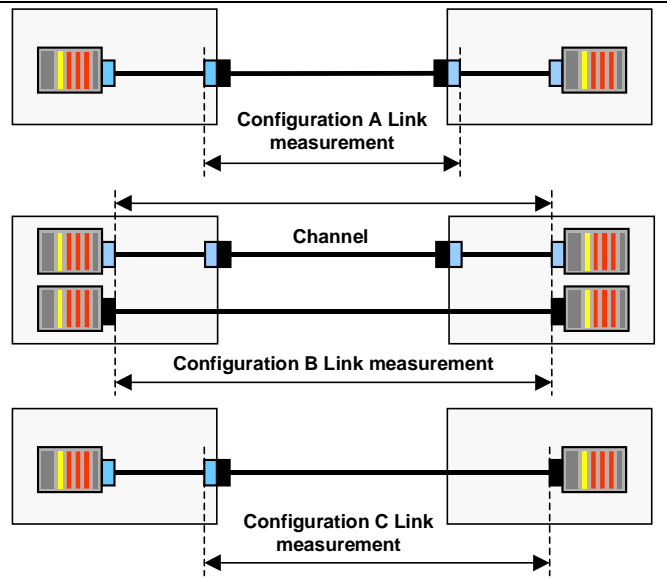 Configuration A Link
measurement
Channel
Configuration B Link measurement
Configuration C Link
measurement